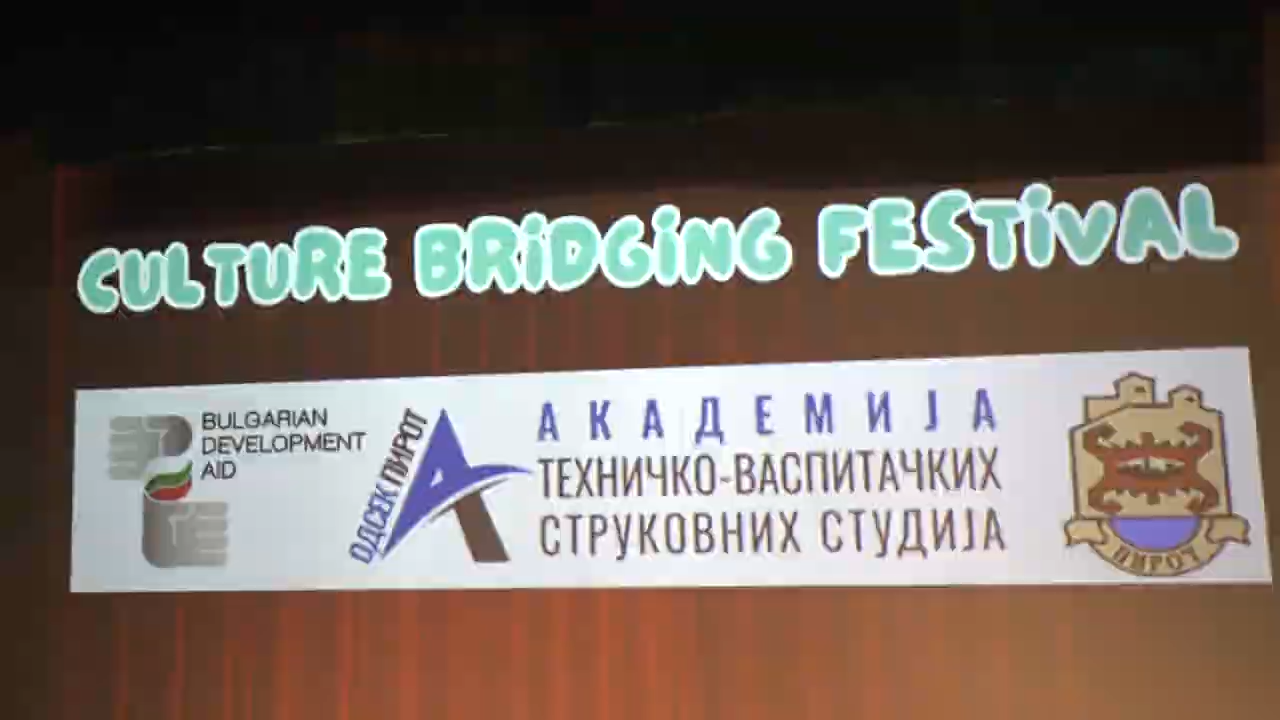 CULTURE BRiDGiNG FESTiVAL
BULGARIAN
DEVELOPMENT
AID
ОДСЕК ПИРОТ
АКАДЕМИЈА
ТЕХНИЧКО-ВАСПИТАЧКИХ
СТРУКОВНИХ СТУДИЈА
ПИРОТ